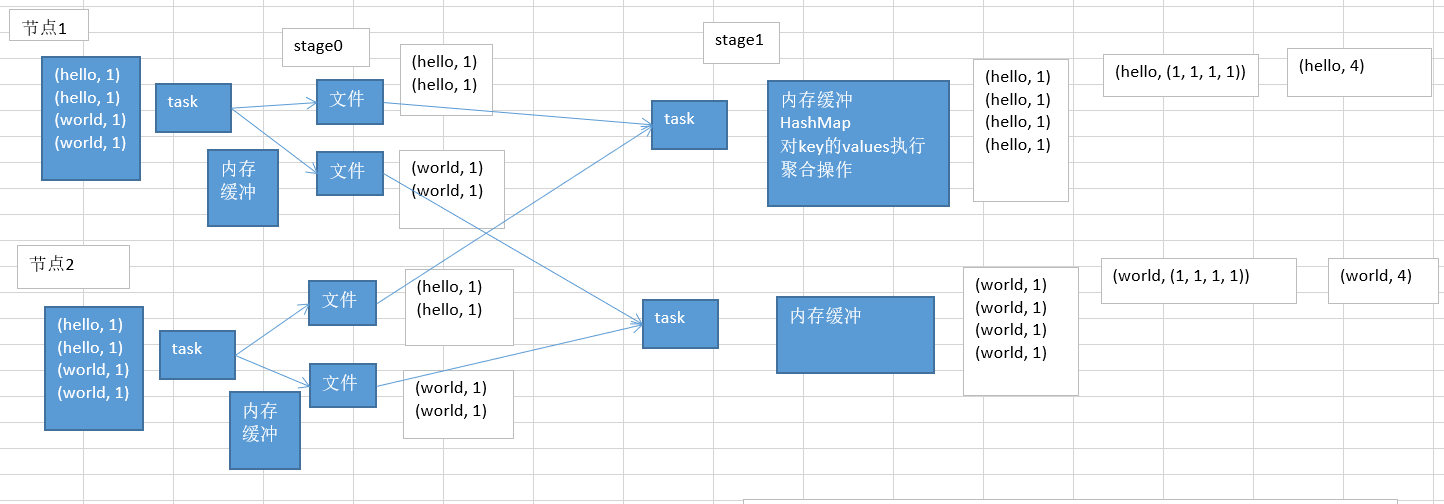 节点1
(hello, 1)
(hello, 1)
(world, 1)
(world, 1)
task
内存
缓冲
stage0
文件
(hello, 1)
(hello, 1)
文件
(world, 1)
(world, 1)
节点2
(hello, 1)
(hello, 1)
(world, 1)
(world, 1)
task
内存
缓冲
文件
(hello, 1)
(hello, 1)
文件
(world, 1)
(world, 1)
stage1
task
内存缓冲
HashMap
对key的values执行
聚合操作
(hello, 1)
(hello, 1)
(hello, 1)
(hello, 1)
(hello, (1, 1, 1, 1))
(hello, 4)
task
内存缓冲
(world, 1)
(world, 1)
(world, 1)
(world, 1)
(world, (1, 1, 1, 1))
(world, 4)